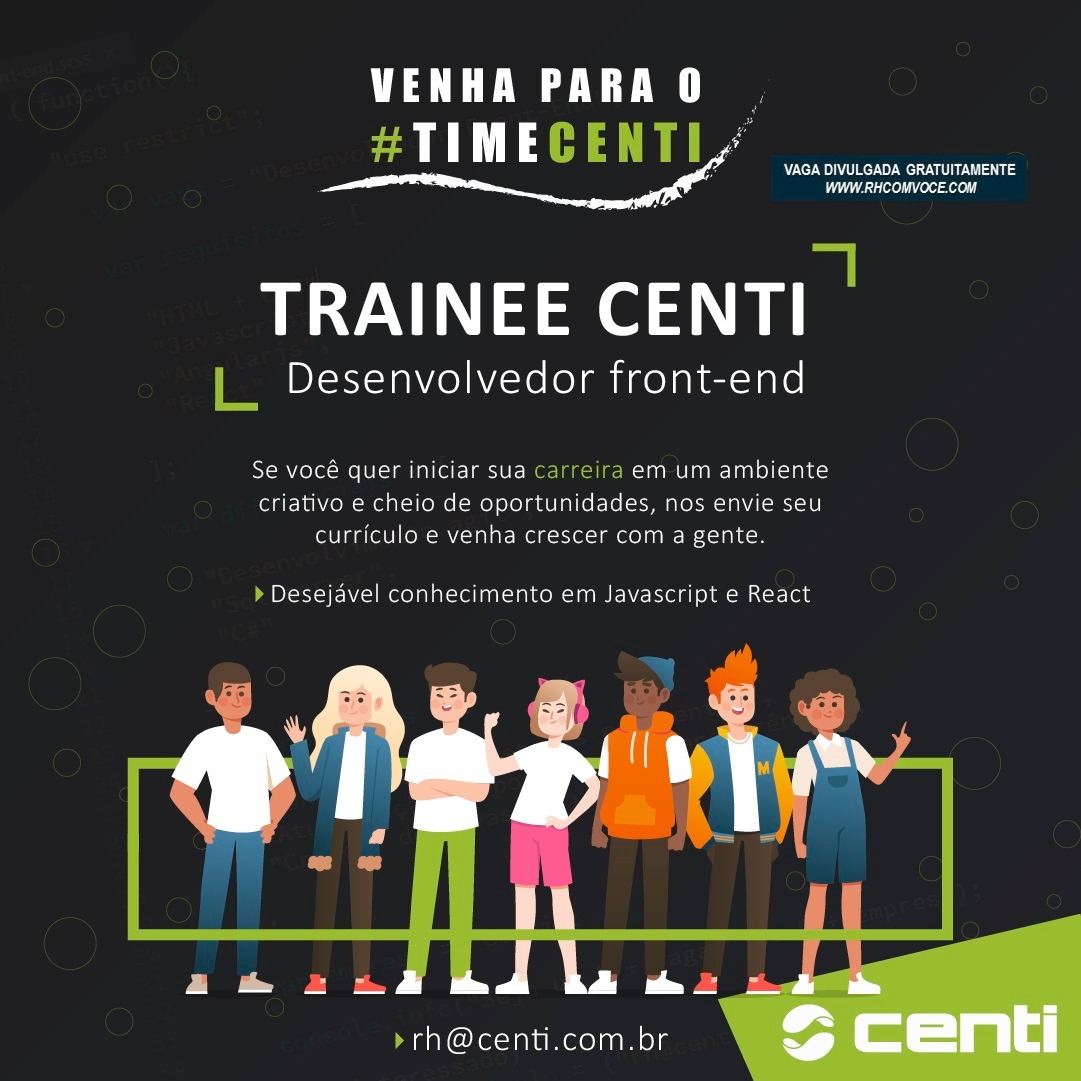 VENHA PARA O
#TIMECENTI
VAGA DIVULGADA GRATUITAMENTE
WWW.RHCOMVOCE.COM
TRAINEE CENTI
Desenvolvedor front-end
Se você quer iniciar sua carreira em um ambiente
criativo e cheio de oportunidades, nos envie seu
currículo e venha crescer com a gente.
Desejável conhecimento em Javascript e React
M
rh@centi.com.br
centi